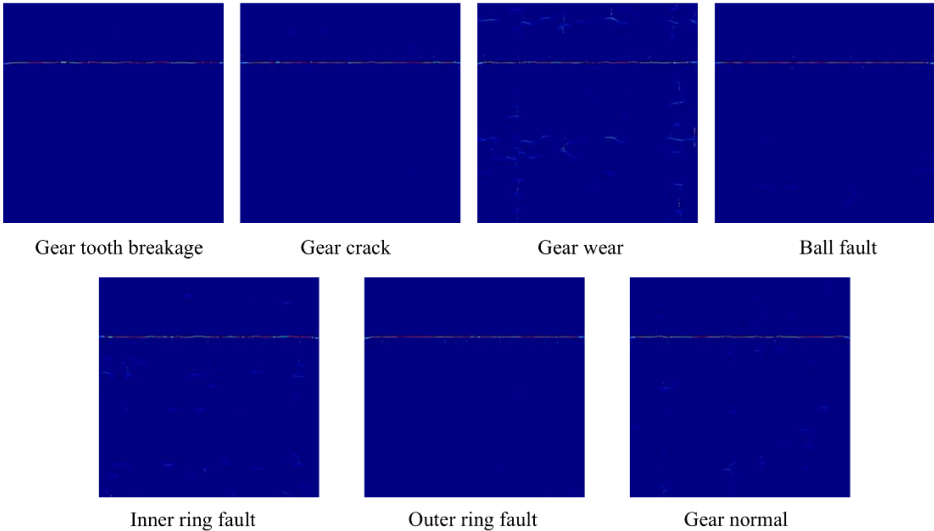 Gear tooth breakage
Gear crack
Gear wear
Ball fault
Inner ring fault
Outer ring fault
Gear normal